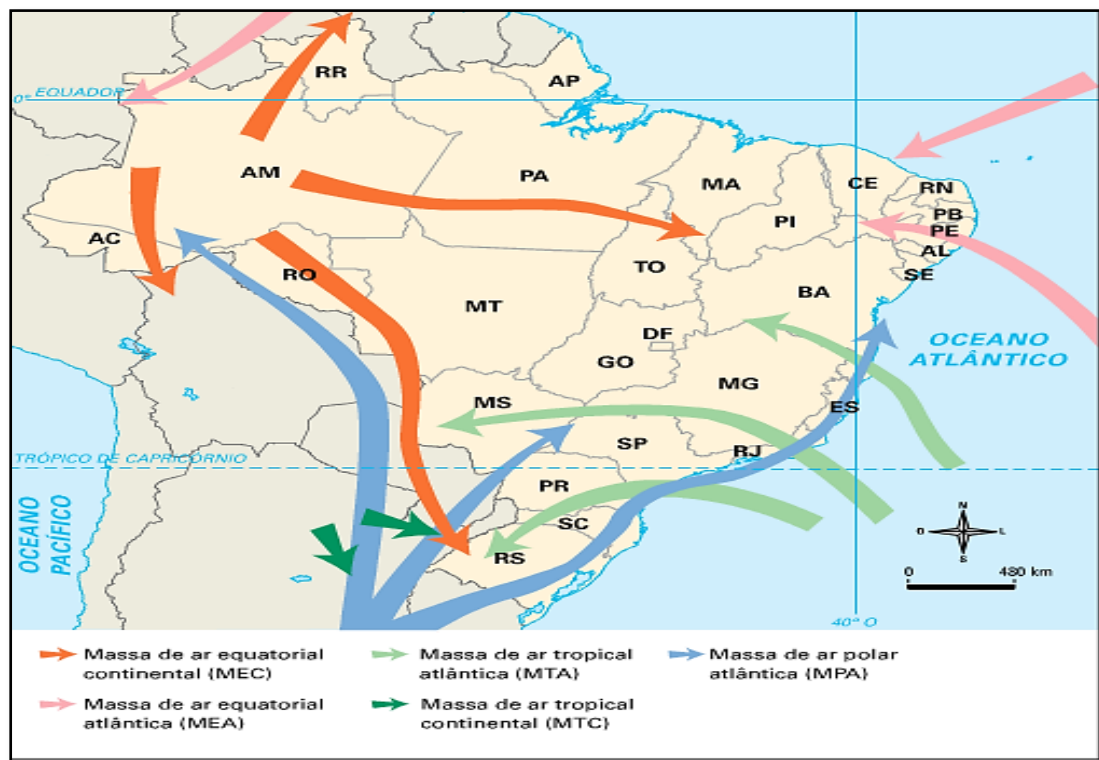 RR
AP
0° EQUADOR
AM
PA
MA
CE
RN
PB
PI
PE
AC
AL
RO
TO
SE
MT
BA
DF
OCEANO
ATLÂNTICO
GO
MG
MS
ES
SP
RJ
TRÓPICO DE CAPRICÓRNIO
PR
SC
OCEANO
PACÍFICO
RS
N
O
L
S
0
480 km
40° O
Massa de ar equatorial
continental (MEC)
Massa de ar tropical
atlântica (MTA)
Massa de ar polar
atlântica (MPA)
Massa de ar equatorial
atlântica (MEA)
Massa de ar tropical
continental (MTC)